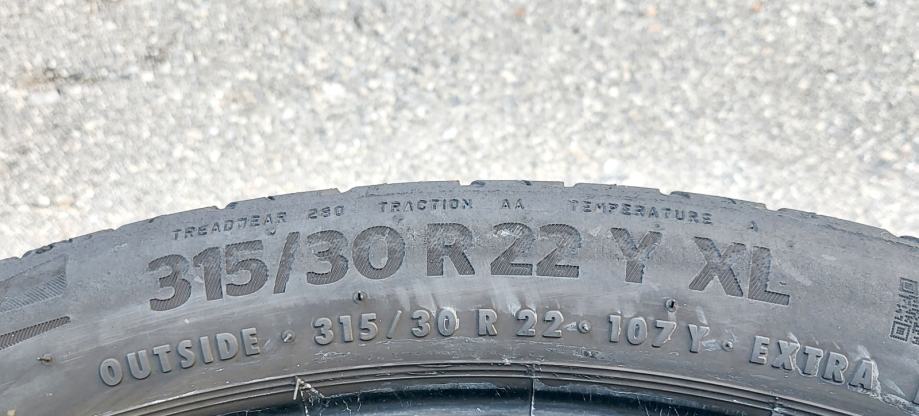 TREADWEAR 280 TRACTION AA TEMPERATURE A
315/30 R 22 Y XL
OUTSIDE · 315/30 R 22 · 107 Y · EXTRA